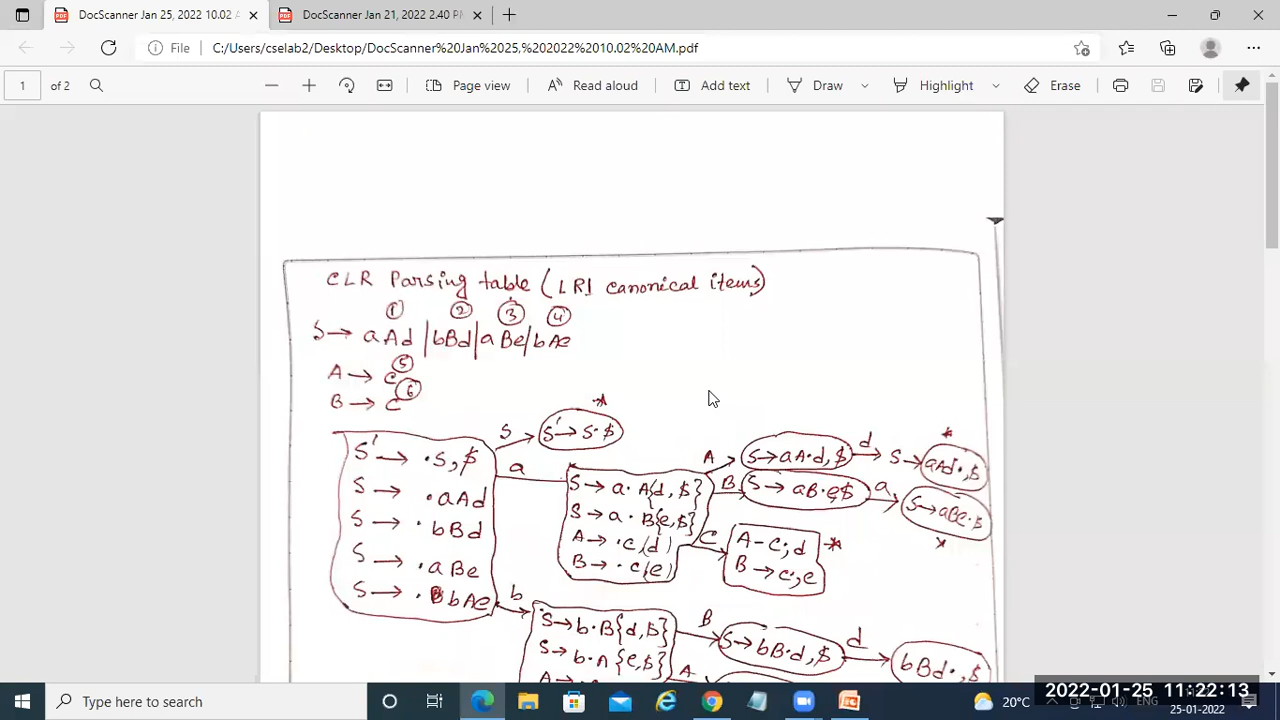 DocScanner Jan 25, 2022 10.02 A
DocScanner Jan 21, 2022 2.40 PM
File C:/Users/cselab2/Desktop/DocScanner%20Jan%2025,%202022%2010.02%20AM.pdf
1 of 2 Page view Read aloud Add text Draw Highlight Erase
CLR Parsing table (LR1 canonical items)
① ② ③ ④
S → aAd | bBd | aBe | bAe
A → c ⑤
B → c ⑥
S' → ·S, $
S → ·aAd
S → ·bBd
S → ·aBe
S → ·bAe
S
S' → S·$ *
a
S → a·A{d, $}
S → a·B{e, $}
A → ·c(d)
B → ·c(e)
A
S → aA·d, $
d
S → aAd·, $ *
B
S → aB·e,$
a
S → aBe·$ *
C
A - C; d *
B → c·, e
b
S → b·B{d, $}
S → b·A{e, $}
B
S → bB·d, $
d
bBd·, $
A
Type here to search
20°C
ENG
2022-01-25 11:22:13
25-01-2022